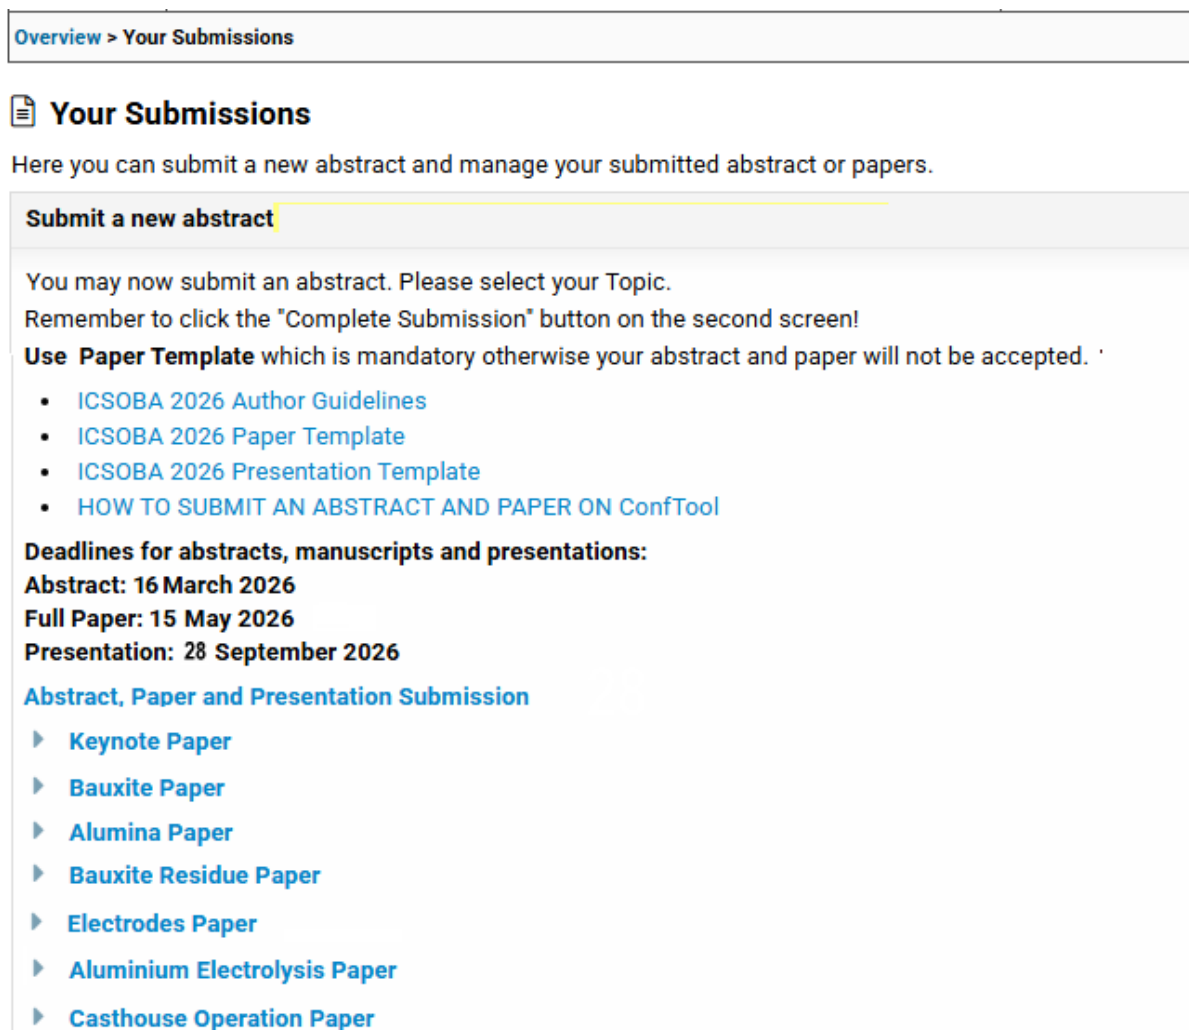 Overview > Your Submissions
Your Submissions
Here you can submit a new abstract and manage your submitted abstract or papers.
Submit a new abstract
You may now submit an abstract. Please select your Topic.
Remember to click the "Complete Submission" button on the second screen!
Use Paper Template which is mandatory otherwise your abstract and paper will not be accepted. '
• ICSOBA 2026 Author Guidelines
• ICSOBA 2026 Paper Template
• ICSOBA 2026 Presentation Template
• HOW TO SUBMIT AN ABSTRACT AND PAPER ON ConfTool
Deadlines for abstracts, manuscripts and presentations:
Abstract: 16 March 2026
Full Paper: 15 May 2026
Presentation: 28 September 2026
Abstract, Paper and Presentation Submission
Keynote Paper
Bauxite Paper
Alumina Paper
Bauxite Residue Paper
Electrodes Paper
Aluminium Electrolysis Paper
Casthouse Operation Paper